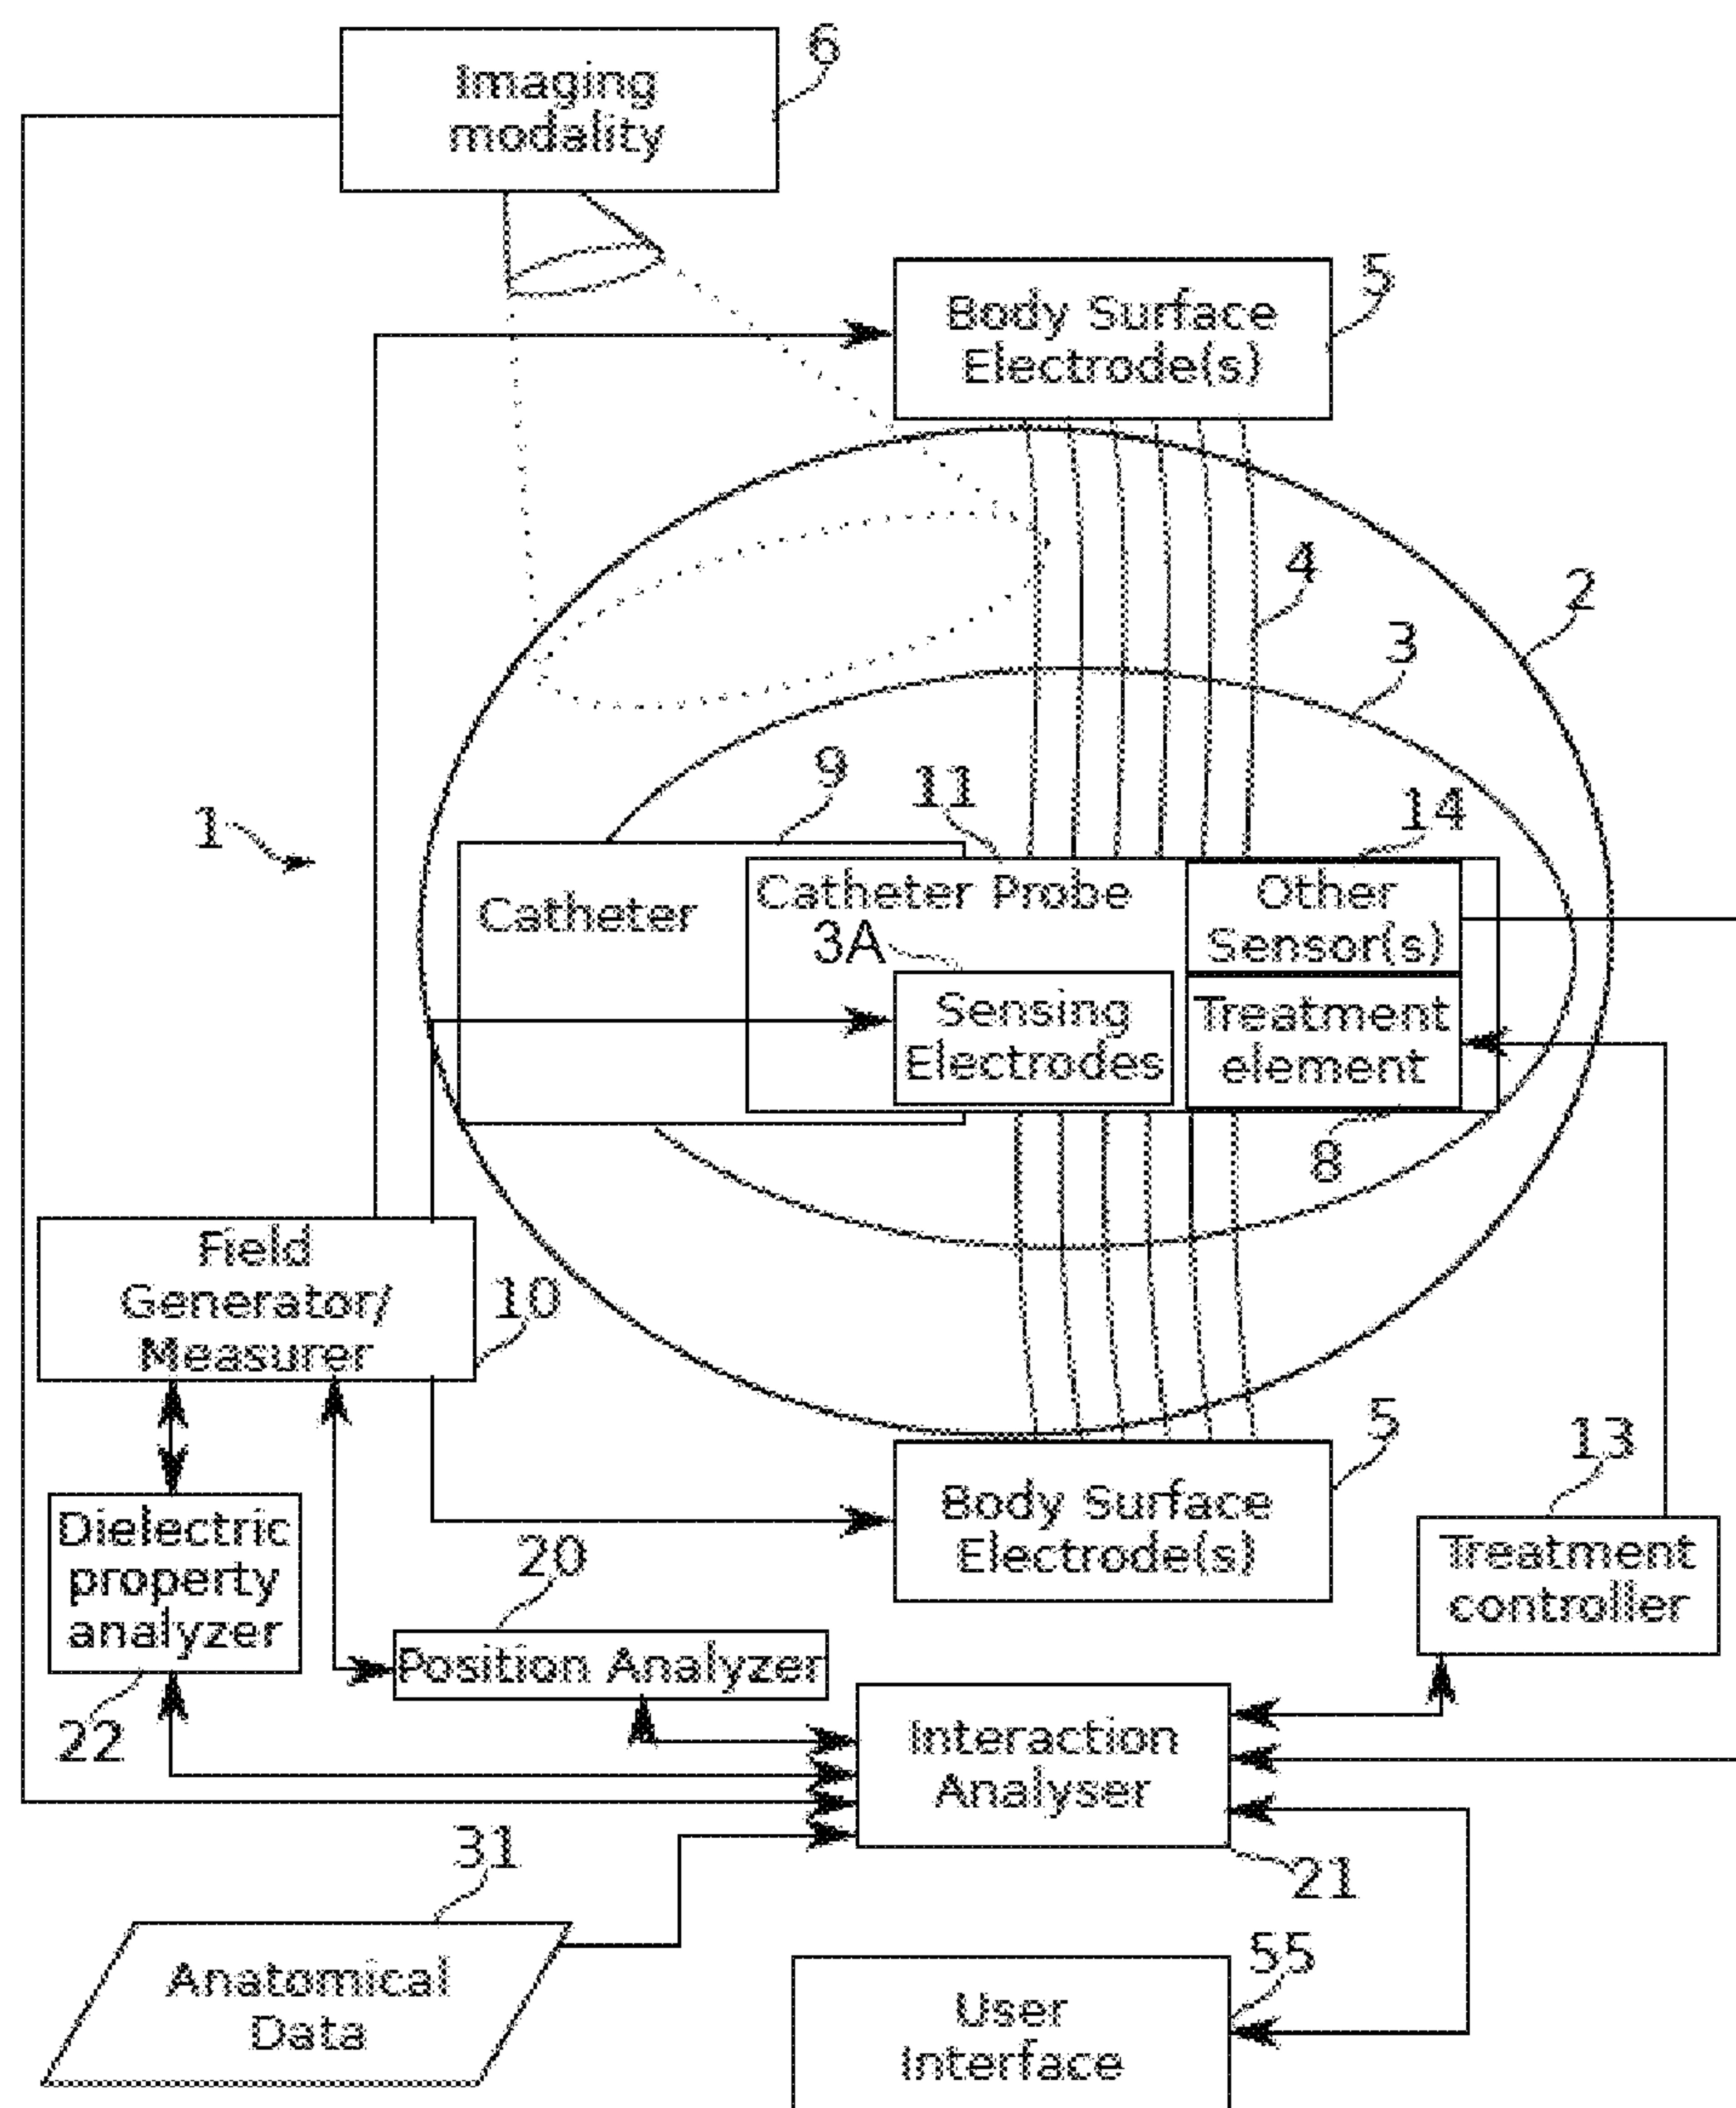 6
Imaging
modality
5
Body Surface
Electrode(s)
4
2
3
9
11
14
1
Catheter
Catheter Probe
Other
Sensor(s)
3A
Sensing
Electrodes
Treatment
element
8
Field
Generator/
Measurer
10
5
Body Surface
Electrode(s)
13
Treatment
controller
Dielectric
property
analyzer
20
Position Analyzer
22
Interaction
Analyser
21
31
Anatomical
Data
55
User
Interface